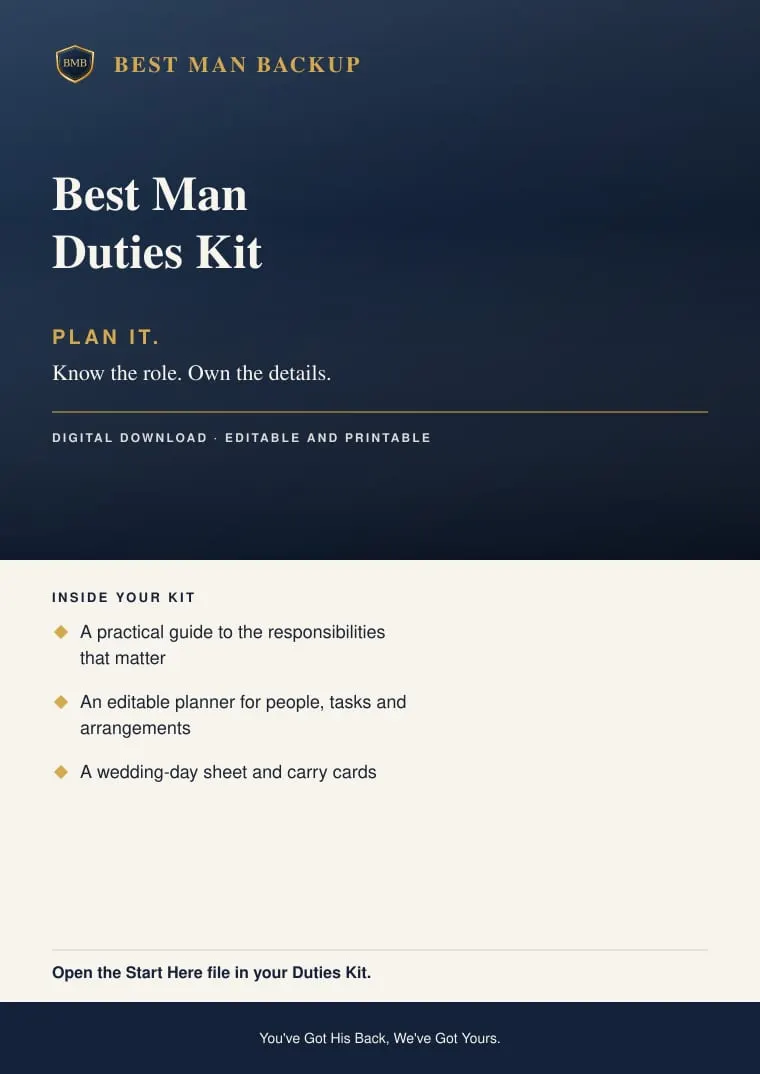 BMB
BEST MAN BACKUP
Best Man
Duties Kit
PLAN IT.
Know the role. Own the details.
DIGITAL DOWNLOAD · EDITABLE AND PRINTABLE
INSIDE YOUR KIT
◆ A practical guide to the responsibilities
that matter
◆ An editable planner for people, tasks and
arrangements
◆ A wedding-day sheet and carry cards
Open the Start Here file in your Duties Kit.
You've Got His Back, We've Got Yours.